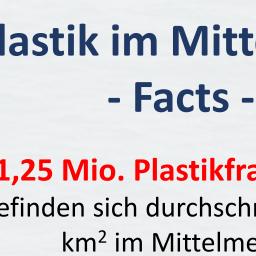 lastik im Mitte
- Facts -
1,25 Mio. Plastikfra
efinden sich durchschn
km² im Mittelme